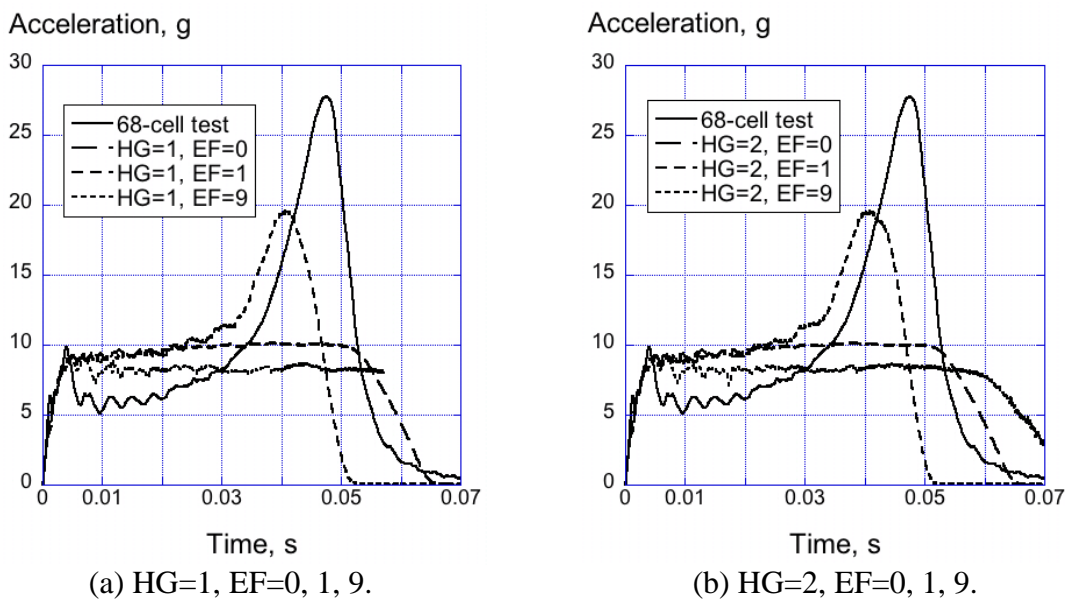 Acceleration, g
30
25
20
15
10
5
0
68-cell test
HG=1, EF=0
HG=1, EF=1
HG=1, EF=9
0 0.01 0.03 0.05 0.07
Time, s
(a) HG=1, EF=0, 1, 9.
Acceleration, g
30
25
20
15
10
5
0
68-cell test
HG=2, EF=0
HG=2, EF=1
HG=2, EF=9
0 0.01 0.03 0.05 0.07
Time, s
(b) HG=2, EF=0, 1, 9.